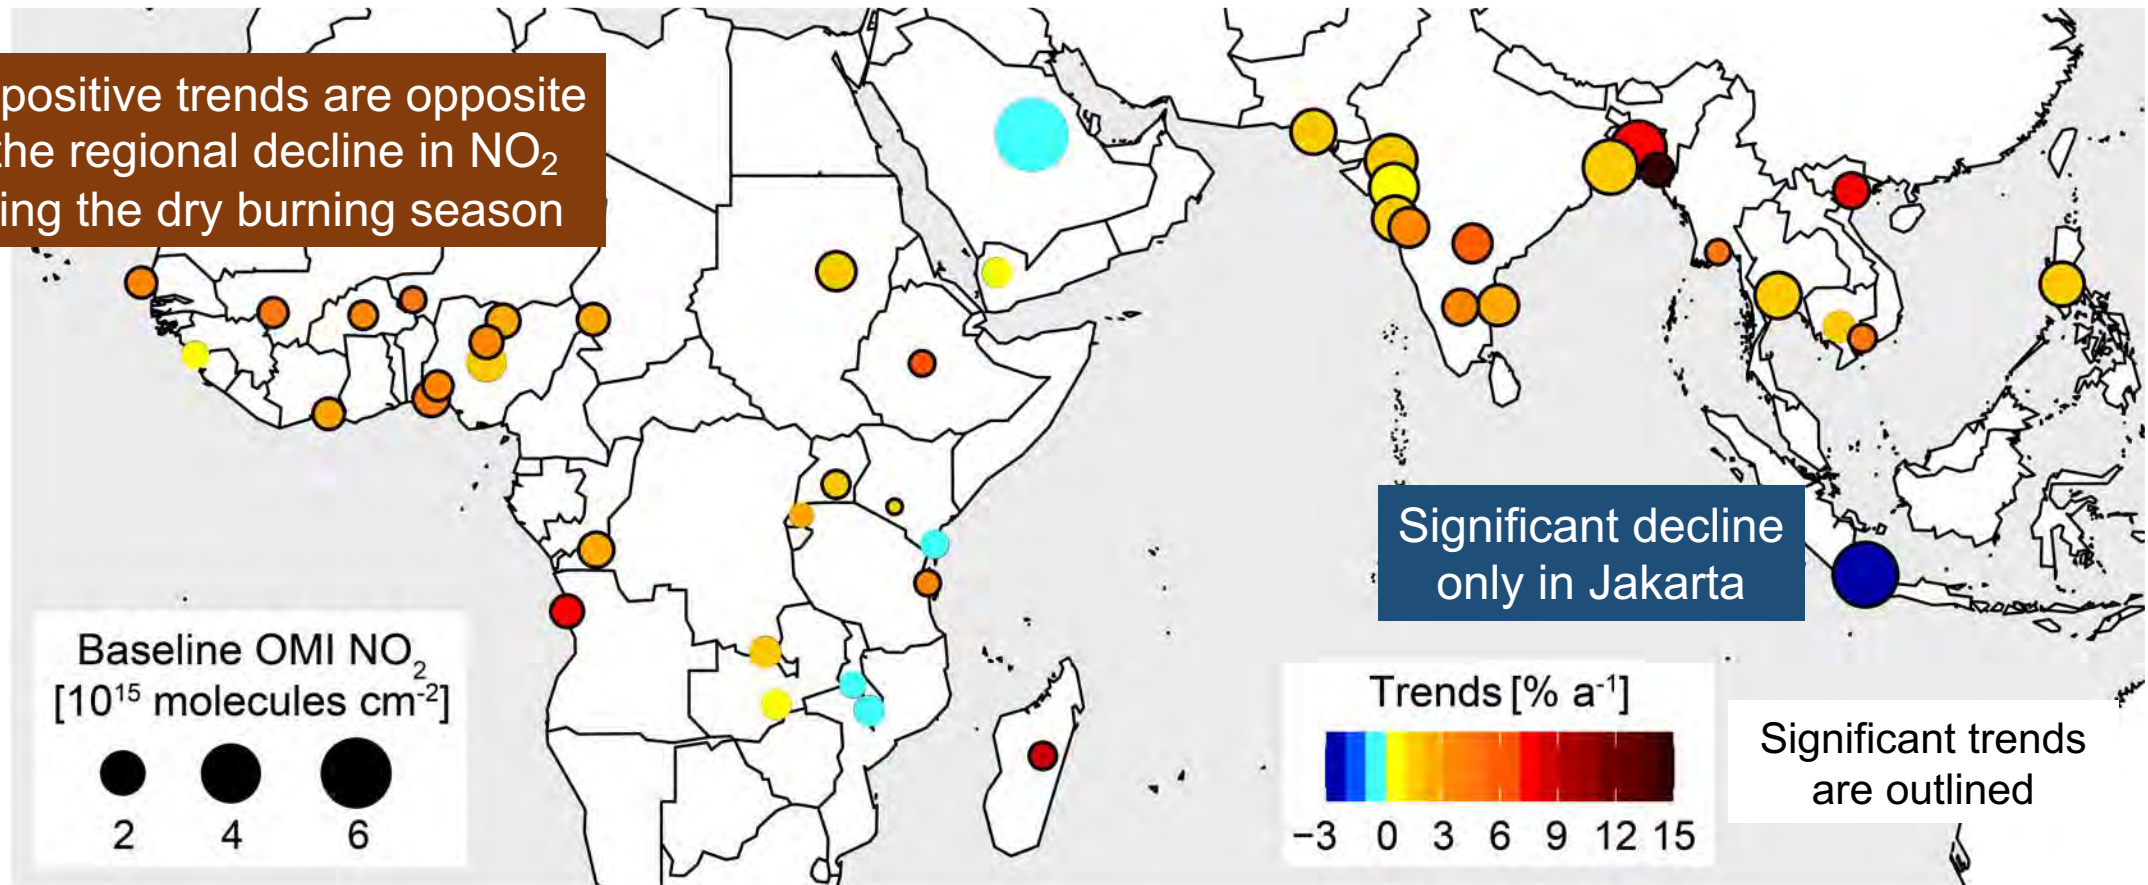 positive trends are opposite
the regional decline in NO₂
ing the dry burning season
Significant decline
only in Jakarta
Baseline OMI NO₂
[10¹⁵ molecules cm⁻²]
2 4 6
Trends [% a⁻¹]
−3 0 3 6 9 12 15
Significant trends
are outlined